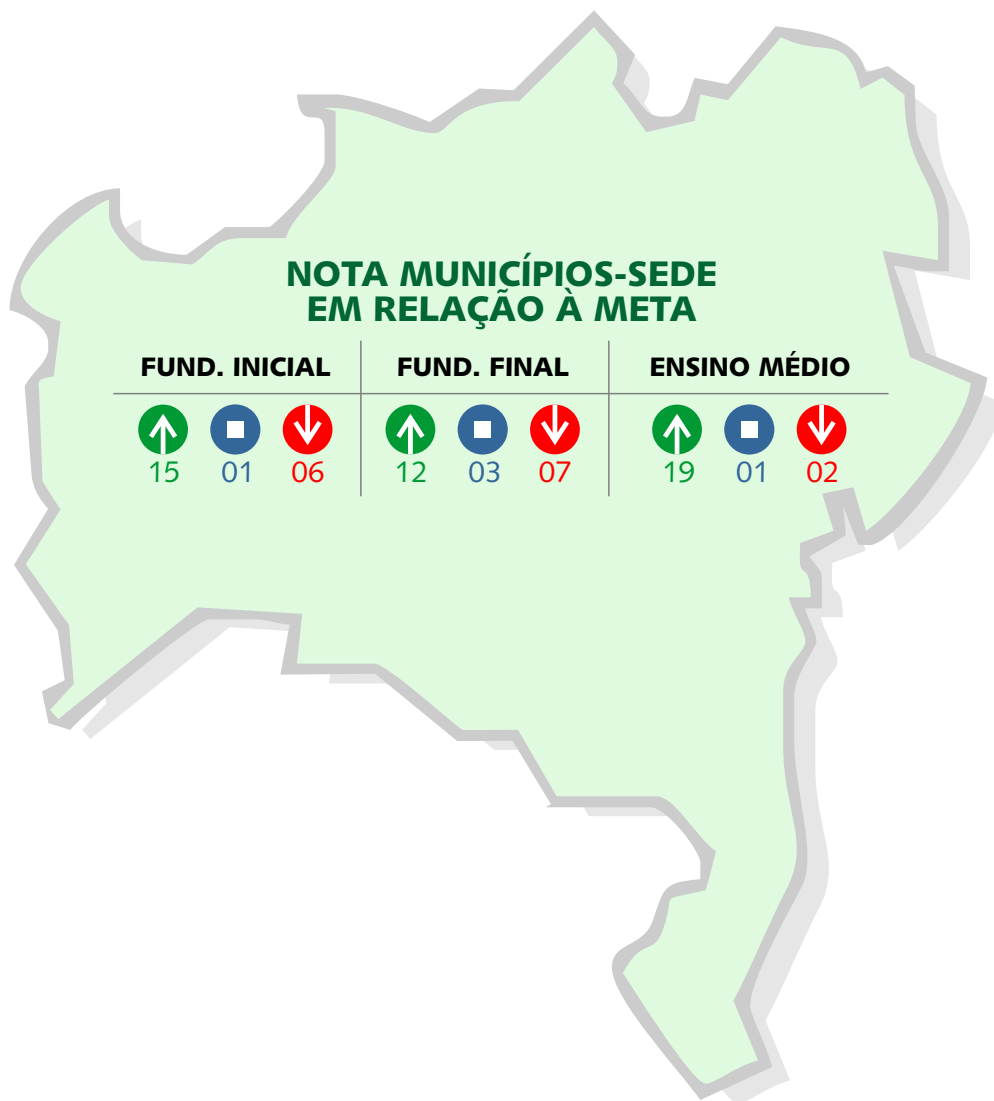 NOTA MUNICÍPIOS-SEDE
EM RELAÇÃO À META
FUND. INICIAL FUND. FINAL ENSINO MÉDIO
15 01 06 12 03 07 19 01 02